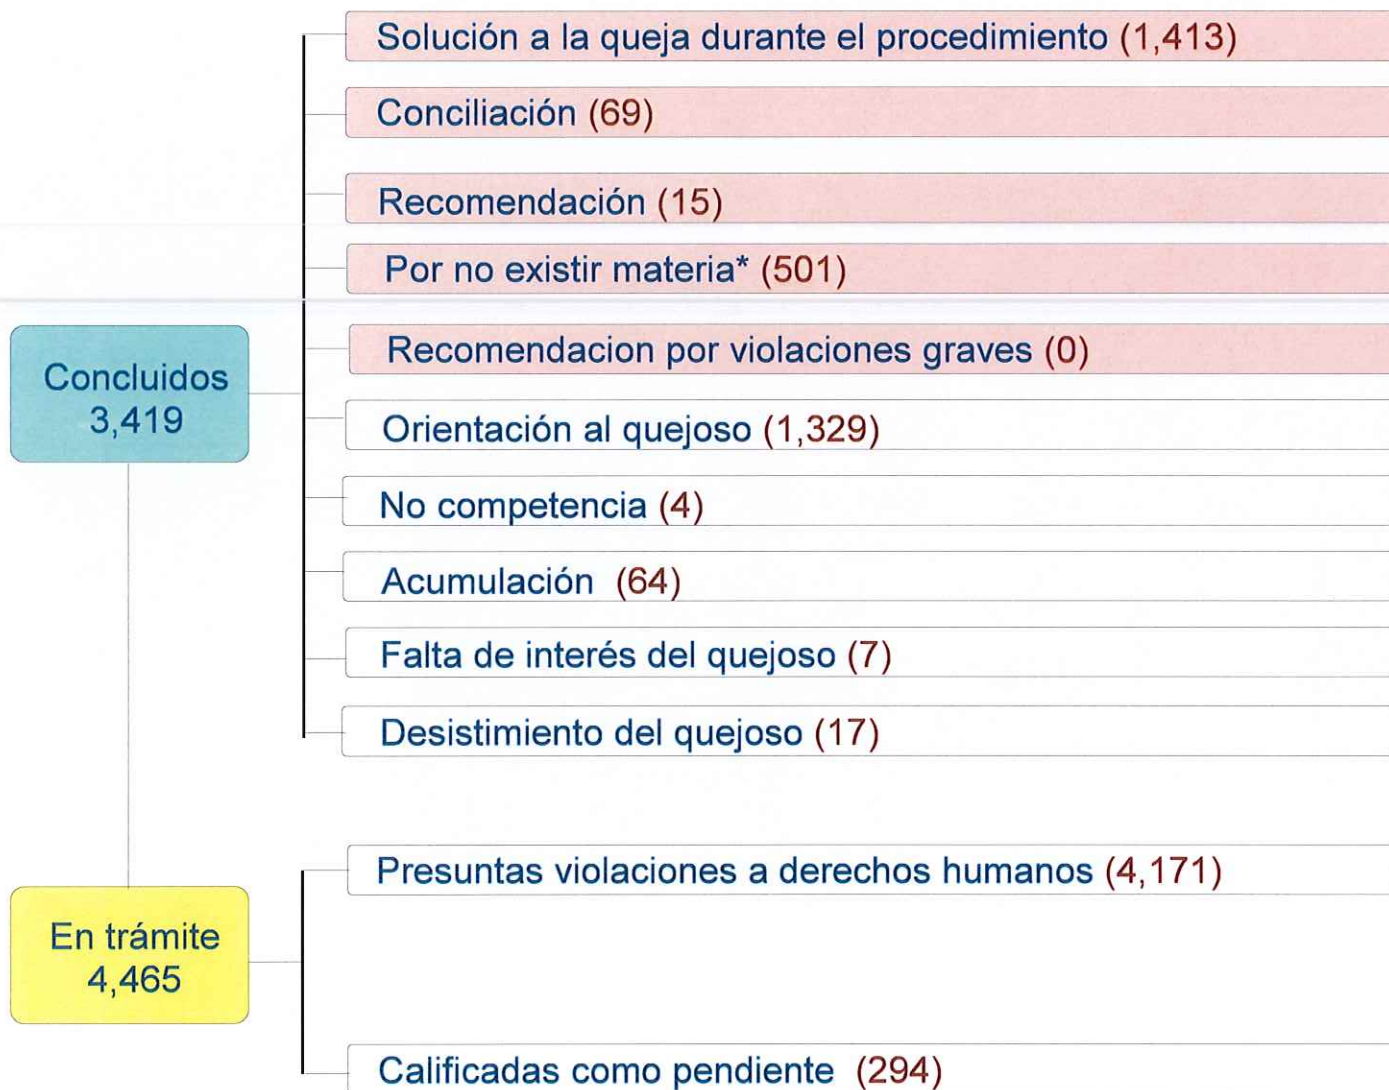 Solución a la queja durante el procedimiento (1,413)
Conciliación (69)
Recomendación (15)
Por no existir materia* (501)
Recomendacion por violaciones graves (0)
Concluidos
3,419
Orientación al quejoso (1,329)
No competencia (4)
Acumulación (64)
Falta de interés del quejoso (7)
Desistimiento del quejoso (17)
Presuntas violaciones a derechos humanos (4,171)
En trámite
4,465
Calificadas como pendiente (294)